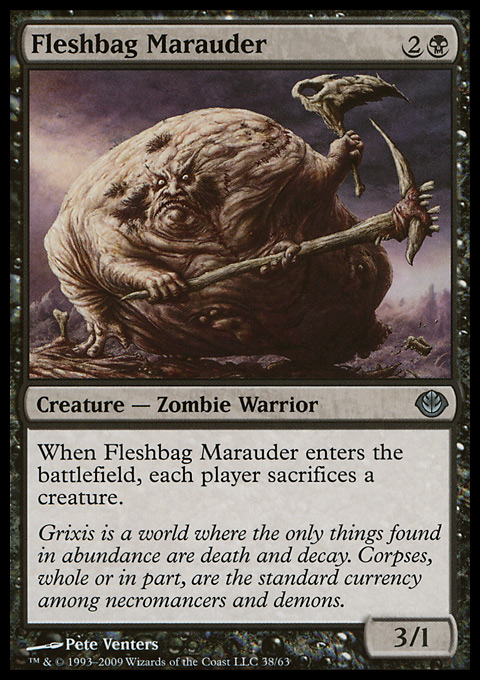 Fleshbag Marauder 2
Creature — Zombie Warrior
When Fleshbag Marauder enters the
battlefield, each player sacrifices a
creature.
Grixis is a world where the only things found
in abundance are death and decay. Corpses,
whole or in part, are the standard currency
among necromancers and demons.
Pete Venters
3/1
™ & © 1993–2009 Wizards of the Coast LLC 38/63